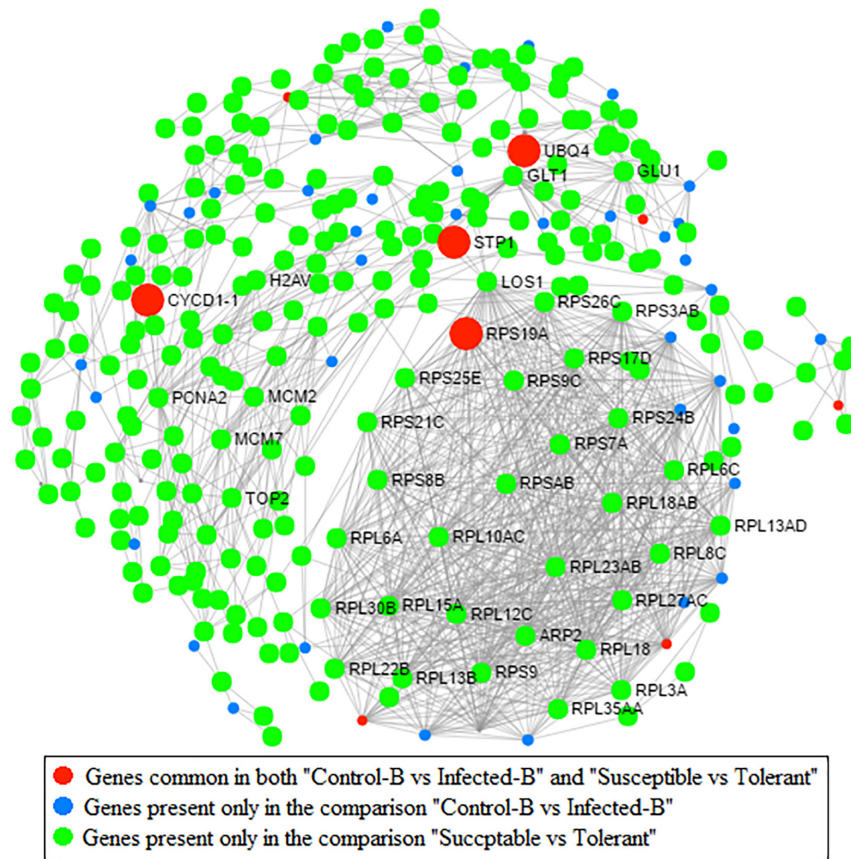 UBQ4
GLT1
GLU1
STP1
H2AV
LOS1
CYCD1-1
RPS26C
RPS3AB
RPS19A
RPS17D
RPS25E
RPS9C
PCNA2
MCM2
RPS21C
RPS24B
MCM7
RPS7A
RPL6C
RPS8B
RPSAB
TOP2
RPL18AB
RPL13AD
RPL6A
RPL10AC
RPL8C
RPL23AB
RPL30B
RPL15A
RPL12C
RPL27AC
ARP2
RPL18
RPL22B
RPL13B
RPS9
RPL3A
RPL35AA
Genes common in both "Control-B vs Infected-B" and "Susceptible vs Tolerant"
Genes present only in the comparison "Control-B vs Infected-B"
Genes present only in the comparison "Succptable vs Tolerant"